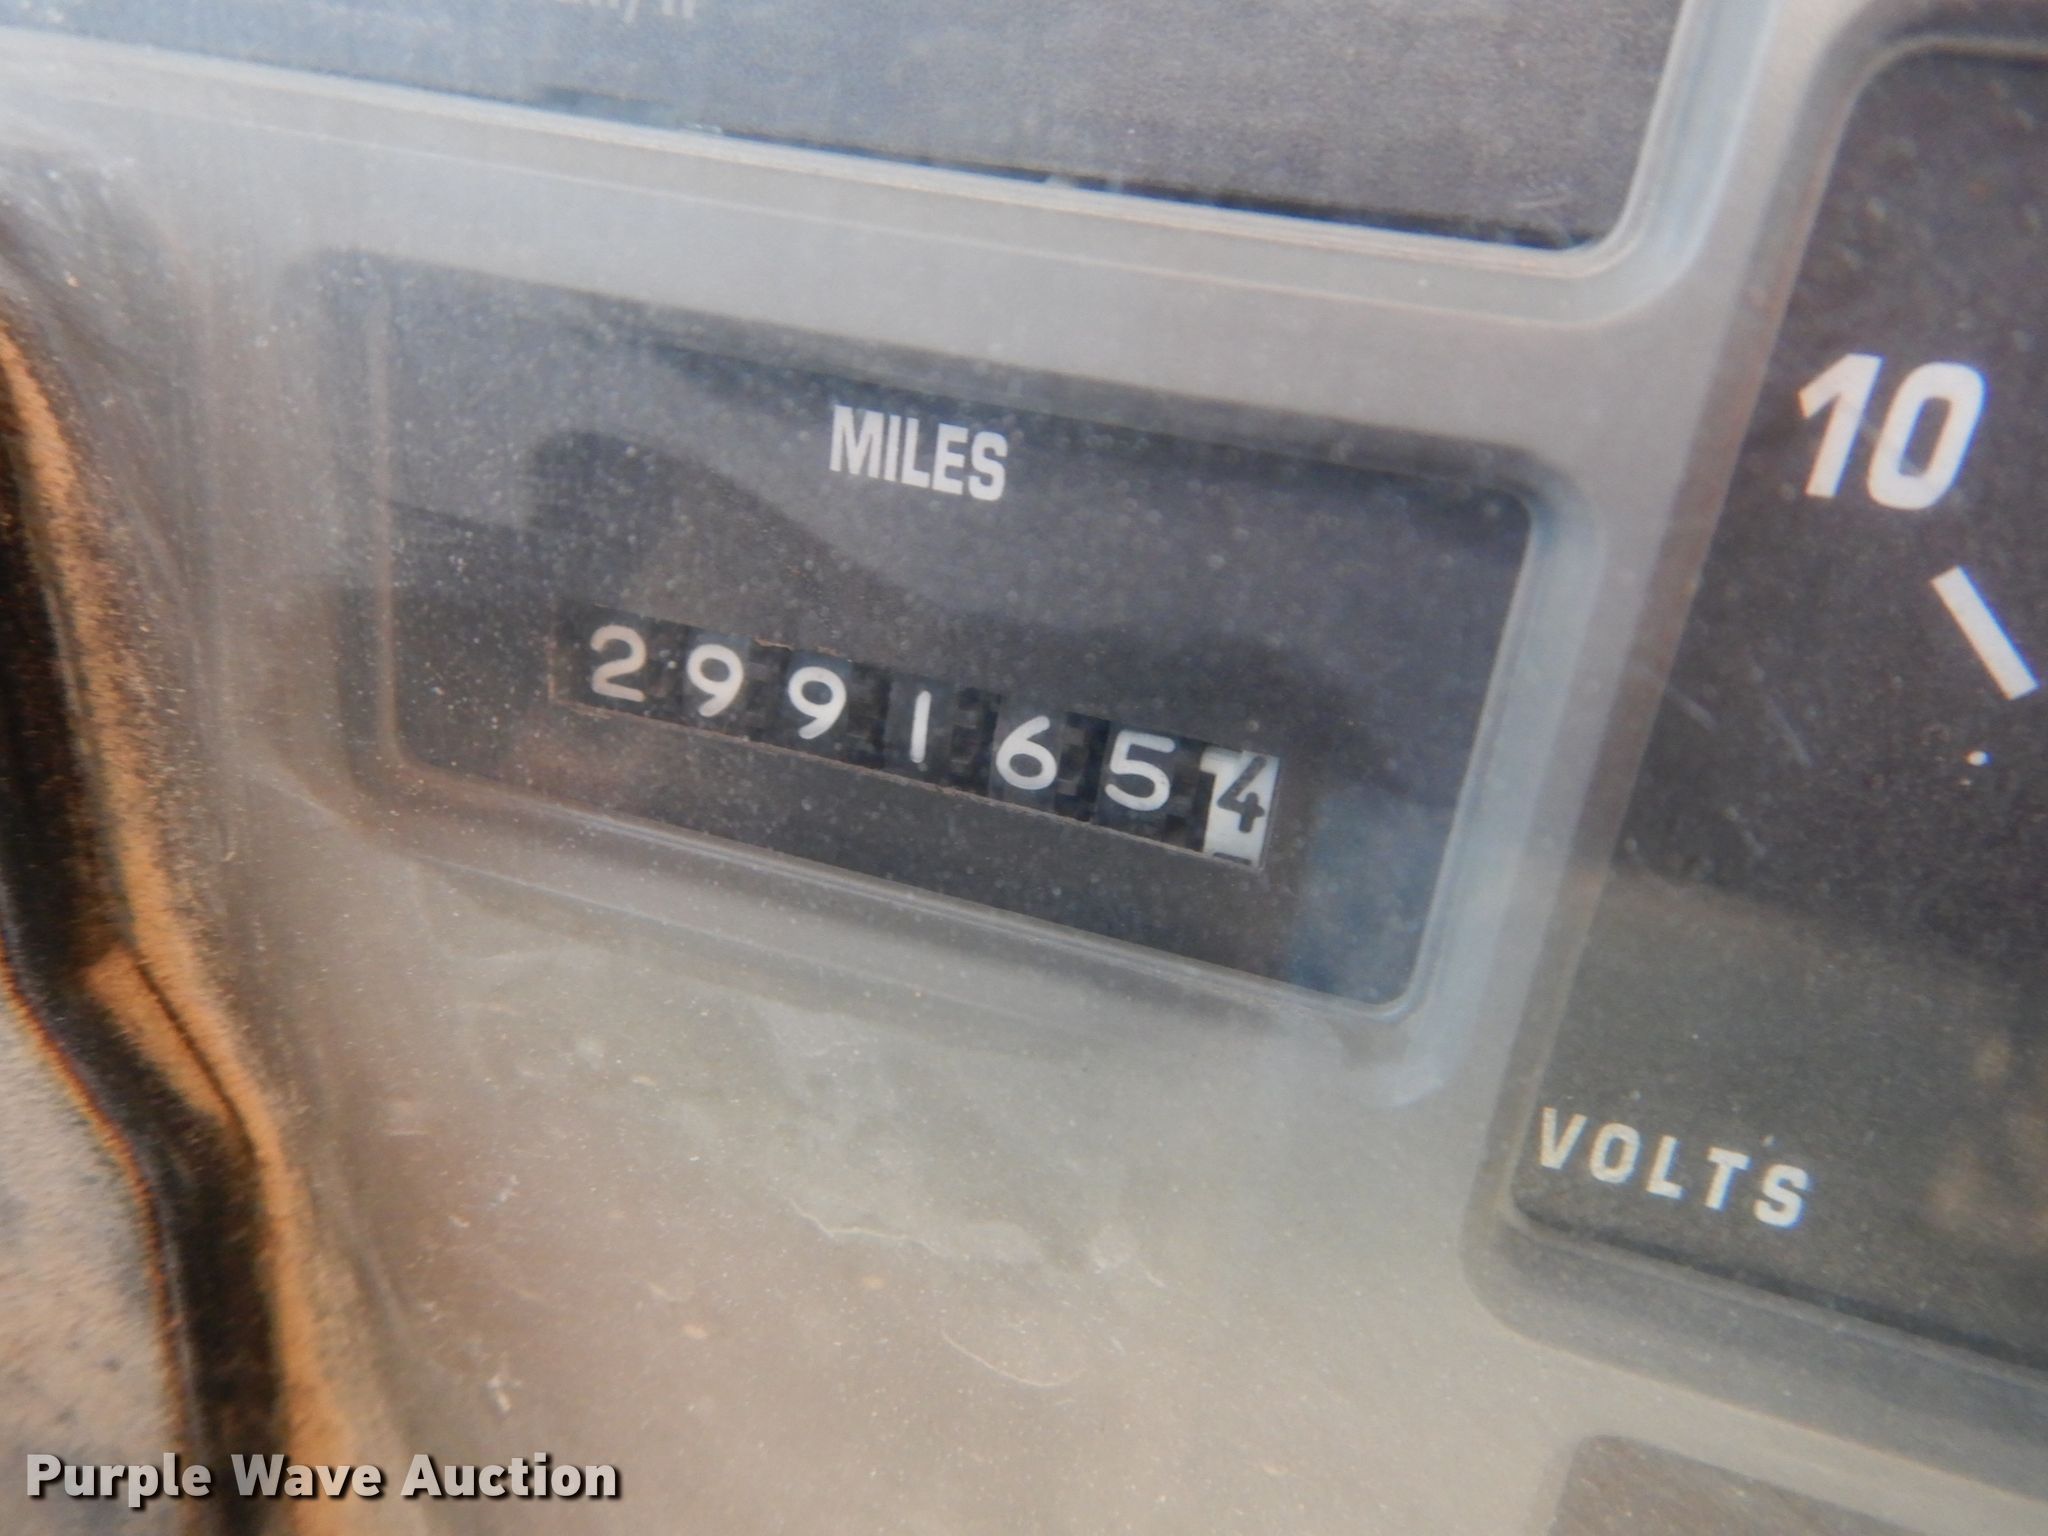 MILES
2991654
10
VOLTS
Purple Wave Auction